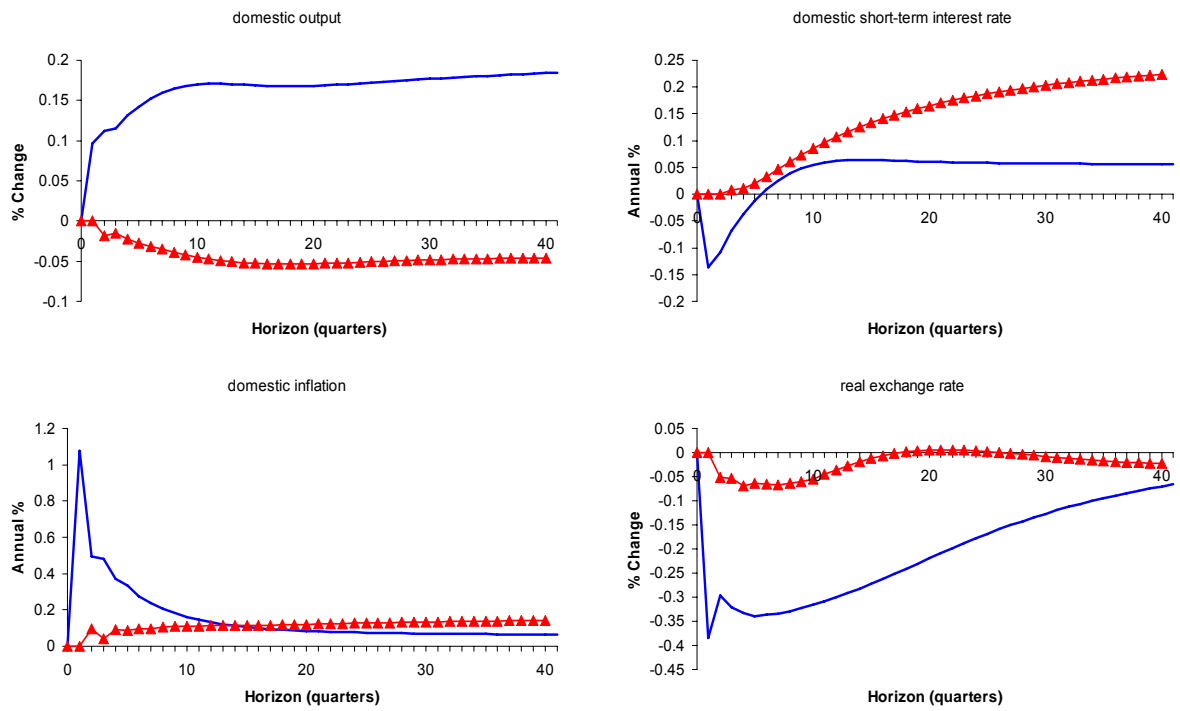 domestic output
0.2
0.15
0.1
0.05
0
-0.05
-0.1
% Change
0 10 20 30 40
Horizon (quarters)
domestic short-term interest rate
0.25
0.2
0.15
0.1
0.05
0
-0.05
-0.1
-0.15
-0.2
Annual %
0 10 20 30 40
Horizon (quarters)
domestic inflation
1.2
1
0.8
0.6
0.4
0.2
0
Annual %
0 10 20 30 40
Horizon (quarters)
real exchange rate
0.05
0
-0.05
-0.1
-0.15
-0.2
-0.25
-0.3
-0.35
-0.4
-0.45
% Change
0 10 20 30 40
Horizon (quarters)